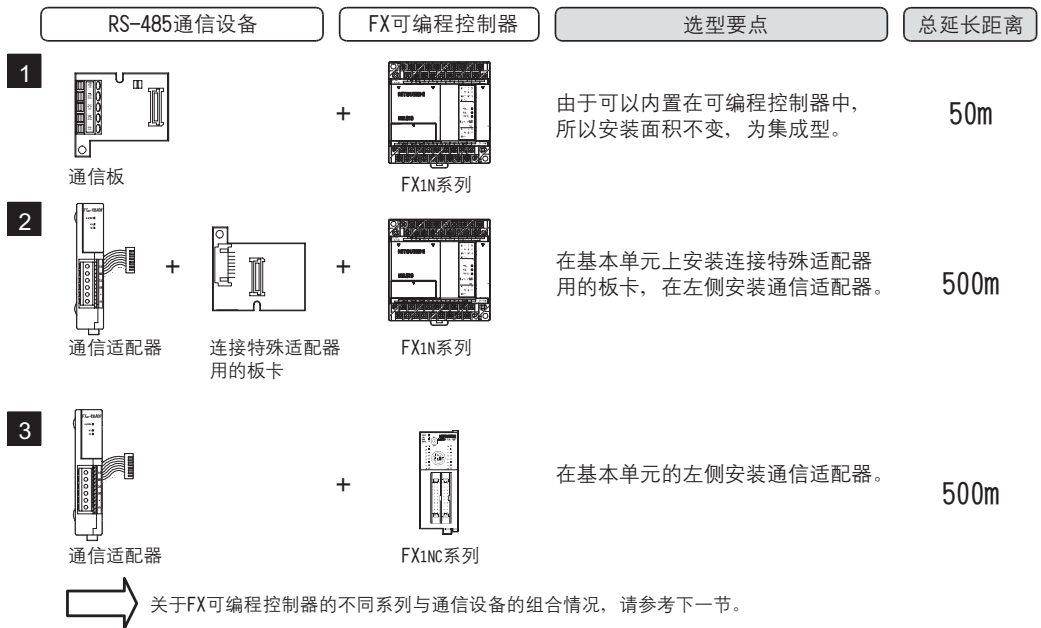 RS-485通信设备
FX可编程控制器
选型要点
总延长距离
1
+
由于可以内置在可编程控制器中,
所以安装面积不变, 为集成型。
50m
通信板
FX1N系列
2
+
+
在基本单元上安装连接特殊适配器
用的板卡, 在左侧安装通信适配器。
500m
通信适配器
连接特殊适配器
用的板卡
FX1N系列
3
+
在基本单元的左侧安装通信适配器。
500m
通信适配器
FX1NC系列
关于FX可编程控制器的不同系列与通信设备的组合情况, 请参考下一节。